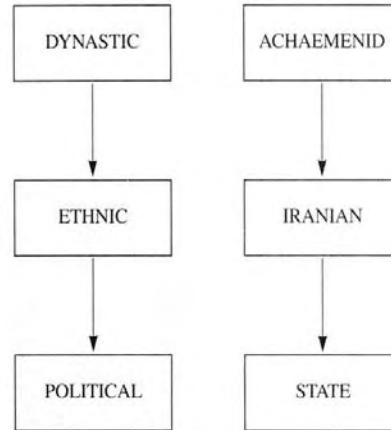 DYNASTIC
ACHAEMENID
ETHNIC
IRANIAN
POLITICAL
STATE